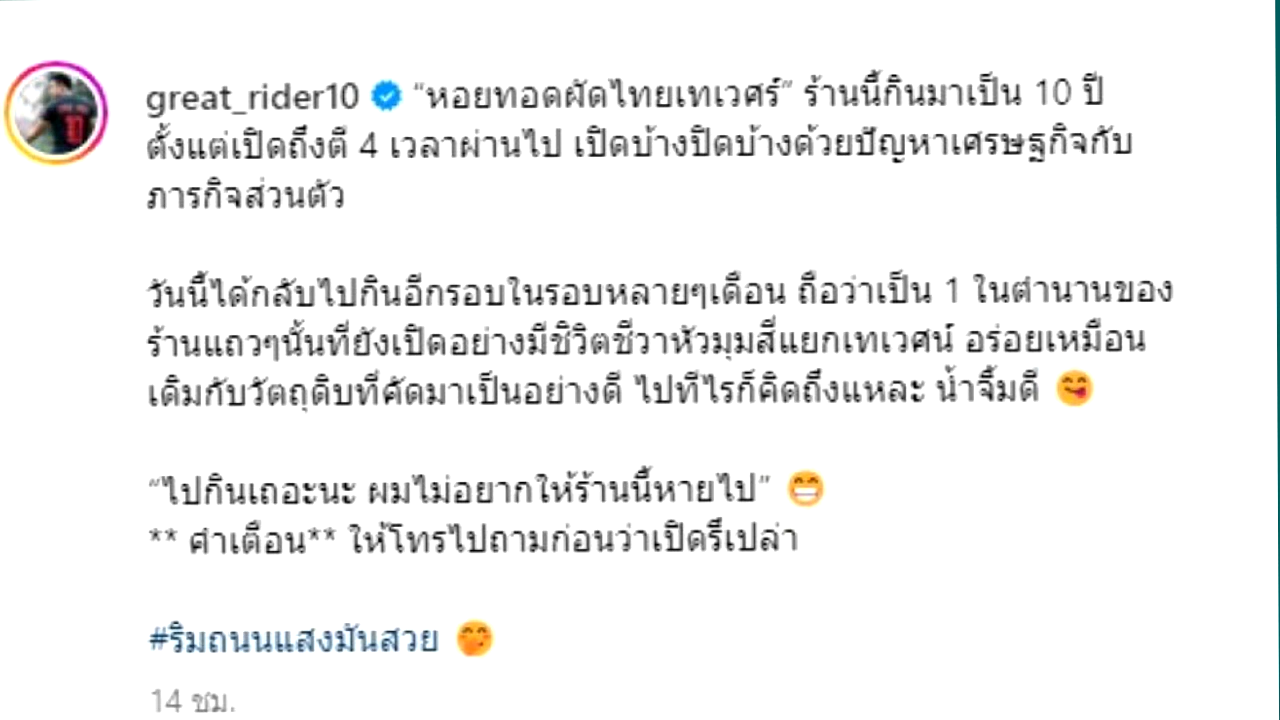 great_rider10 “หอยทอดผัดไทยเทเวศร์” ร้านนี้กินมาเป็น 10 ปี
ตั้งแต่เปิดถึงตี 4 เวลาผ่านไป เปิดบ้างปิดบ้างด้วยปัญหาเศรษฐกิจกับ
ภารกิจส่วนตัว
วันนี้ได้กลับไปกินอีกรอบในรอบหลายๆเดือน ถือว่าเป็น 1 ในตำนานของ
ร้านแถวๆนั้นที่ยังเปิดอย่างมีชีวิตชีวาหัวมุมสี่แยกเทเวศน์ อร่อยเหมือน
เดิมกับวัตถุดิบที่คัดมาเป็นอย่างดี ไปทีไรก็คิดถึงแหละ น้ำจิ้มดี 😋
“ไปกินเถอะนะ ผมไม่อยากให้ร้านนี้หายไป” 😁
** คำเตือน** ให้โทรไปถามก่อนว่าเปิดรึเปล่า
#ริมถนนแสงมันสวย 🤭
14 ชม.